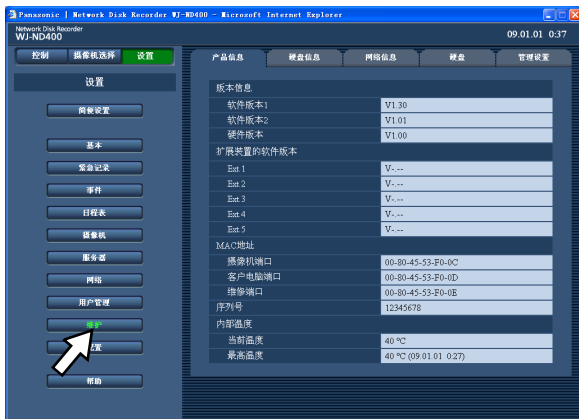 Panasonic | Network Disk Recorder WJ-ND400 - Microsoft Internet Explorer
Network Disk Recorder
WJ-ND400
09.01.01 0:37
控制 摄像机选择 设置
产品信息 硬盘信息 网络信息 硬盘 管理设置
设置
简便设置
基本
紧急记录
事件
日程表
摄像机
服务器
网络
用户管理
维护
配置
帮助
版本信息
软件版本1 V1.30
软件版本2 V1.01
硬件版本 V1.00
扩展装置的软件版本
Ext.1 V-.--
Ext.2 V-.--
Ext.3 V-.--
Ext.4 V-.--
Ext.5 V-.--
MAC地址
摄像机端口 00-80-45-53-F0-0C
客户电脑端口 00-80-45-53-F0-0D
维修端口 00-80-45-53-F0-0E
序列号 12345678
内部温度
当前温度 40 °C
最高温度 40 °C (09.01.01 0:27)